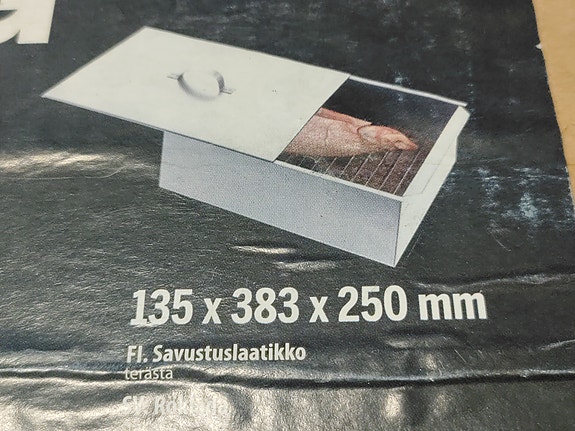 135 x 383 x 250 mm
FI. Savustuslaatikko
terästä